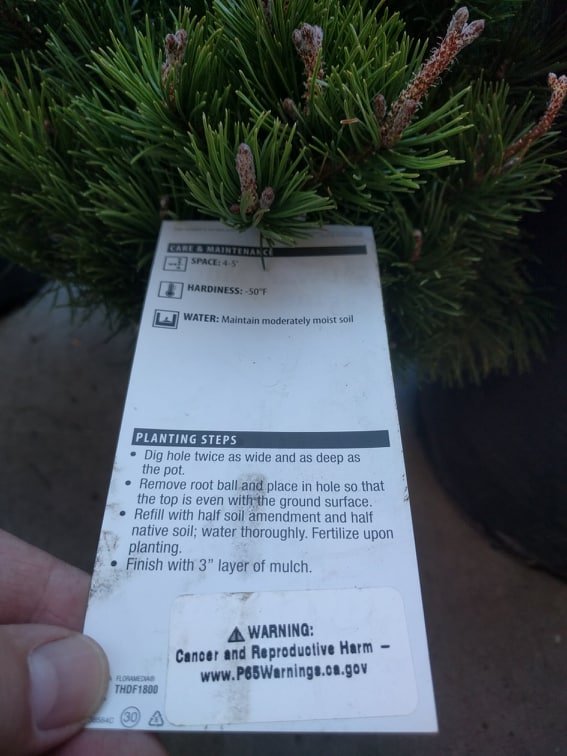 CARE & MAINTENANCE
SPACE: 4-5'
HARDINESS: -50°F
WATER: Maintain moderately moist soil
PLANTING STEPS
• Dig hole twice as wide and as deep as
the pot.
• Remove root ball and place in hole so that
the top is even with the ground surface.
• Refill with half soil amendment and half
native soil; water thoroughly. Fertilize upon
planting.
• Finish with 3” layer of mulch.
⚠ WARNING:
Cancer and Reproductive Harm –
www.P65Warnings.ca.gov
FLORAMEDIA®
THDF1800
30